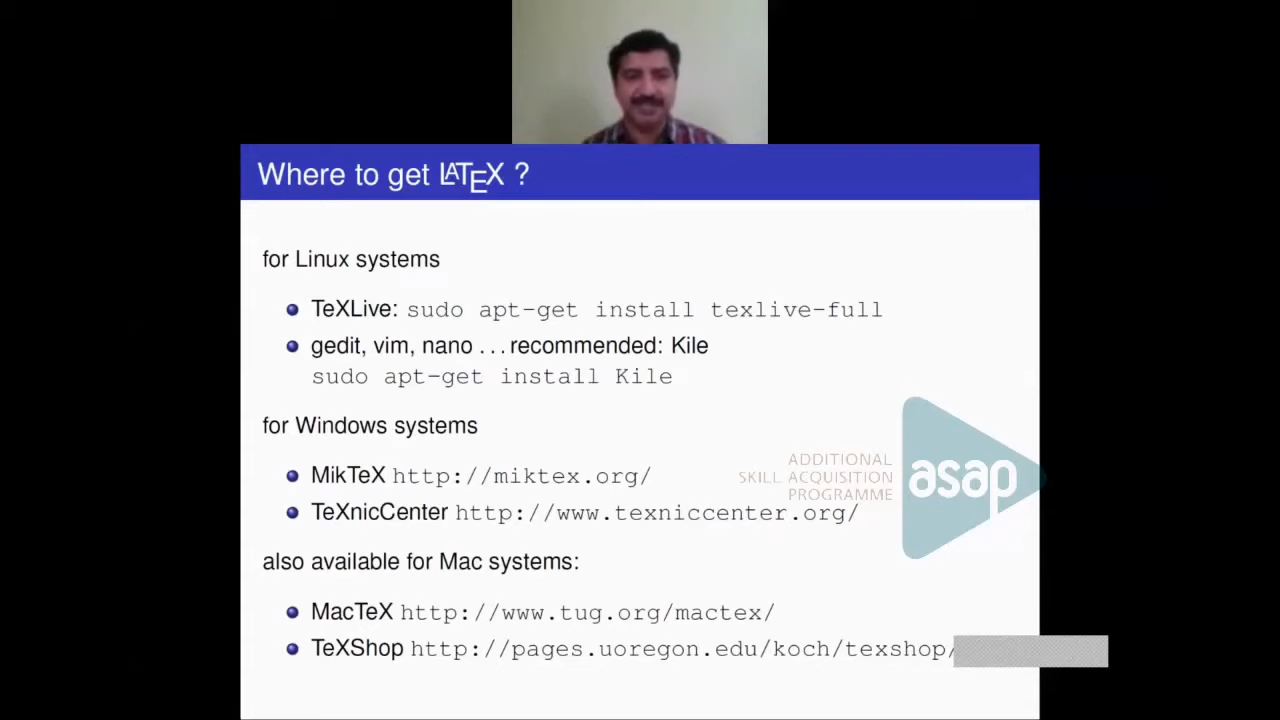 Where to get LATEX ?
for Linux systems
TeXLive: sudo apt-get install texlive-full
gedit, vim, nano ... recommended: Kile
sudo apt-get install Kile
for Windows systems
MikTeX http://miktex.org/
TeXnicCenter http://www.texniccenter.org/
ADDITIONAL
SKILL ACQUISITION
PROGRAMME
asap
also available for Mac systems:
MacTeX http://www.tug.org/mactex/
TeXShop http://pages.uoregon.edu/koch/texshop/